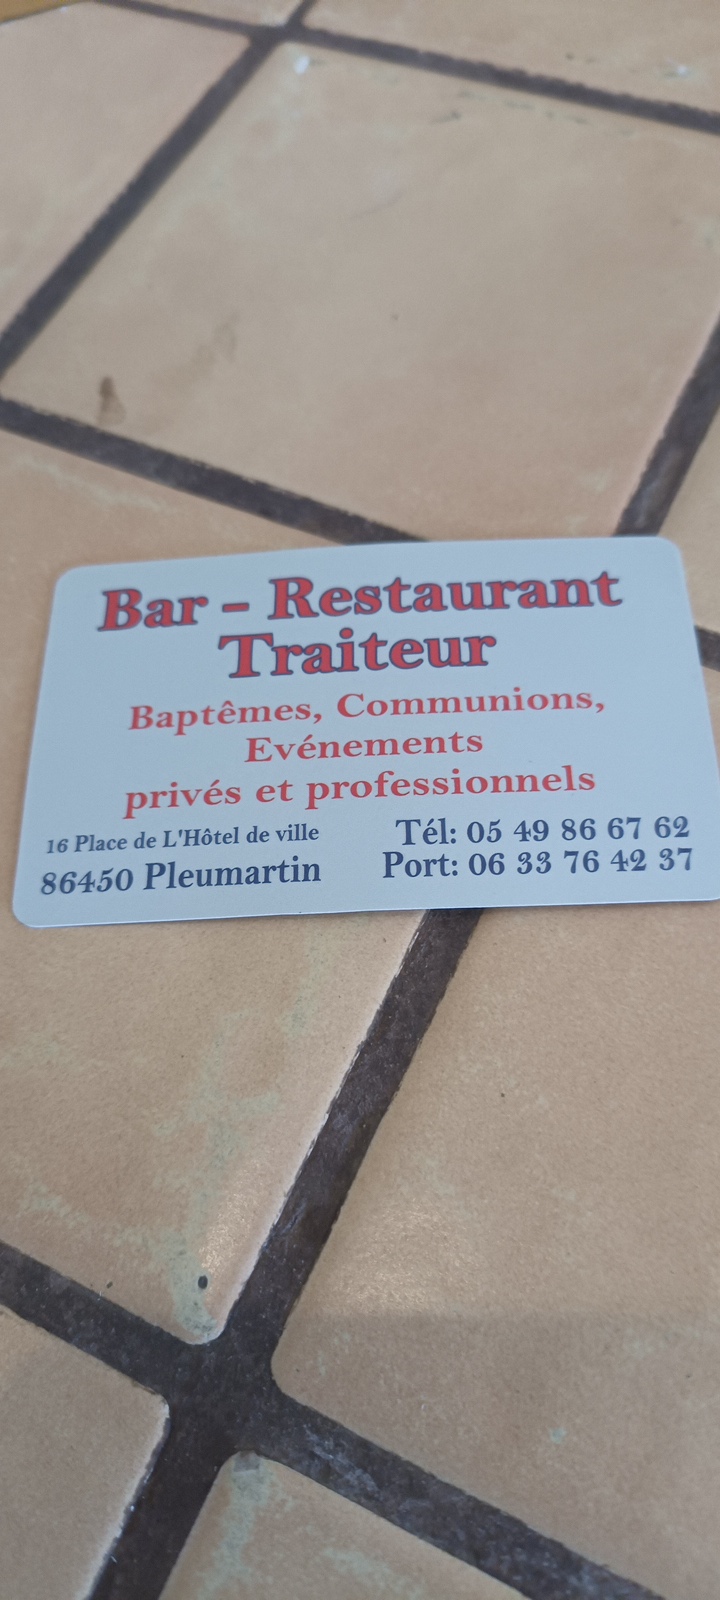 Bar - Restaurant
Traiteur
Baptêmes, Communions,
Evénements
privés et professionnels
16 Place de L'Hôtel de ville
86450 Pleumartin
Tél: 05 49 86 67 62
Port: 06 33 76 42 37